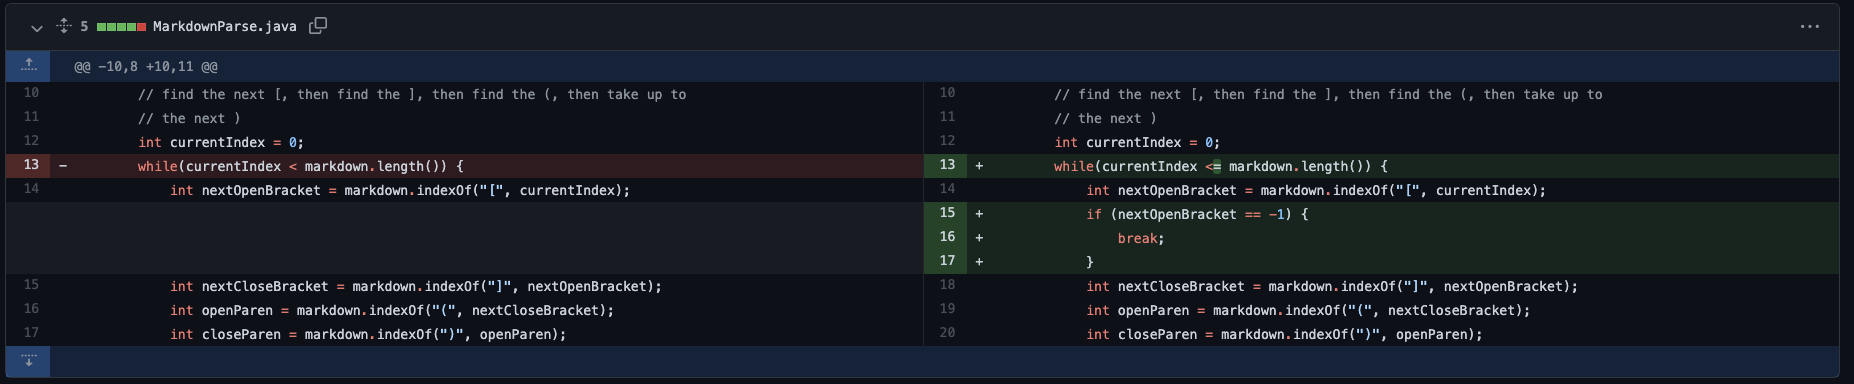 5 MarkdownParse.java
@@ -10,8 +10,11 @@
10 // find the next [, then find the ], then find the (, then take up to
11 // the next )
12 int currentIndex = 0;
13 - while(currentIndex < markdown.length()) {
14 int nextOpenBracket = markdown.indexOf("[", currentIndex);
15 int nextCloseBracket = markdown.indexOf("]", nextOpenBracket);
16 int openParen = markdown.indexOf("(", nextCloseBracket);
17 int closeParen = markdown.indexOf(")", openParen);
10 // find the next [, then find the ], then find the (, then take up to
11 // the next )
12 int currentIndex = 0;
13 + while(currentIndex <= markdown.length()) {
14 int nextOpenBracket = markdown.indexOf("[", currentIndex);
15 + if (nextOpenBracket == -1) {
16 + break;
17 + }
18 int nextCloseBracket = markdown.indexOf("]", nextOpenBracket);
19 int openParen = markdown.indexOf("(", nextCloseBracket);
20 int closeParen = markdown.indexOf(")", openParen);